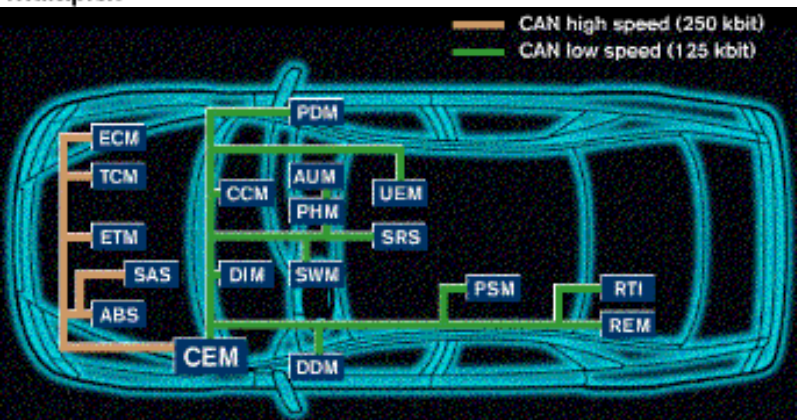 CAN high speed (250 kbit)
CAN low speed (125 kbit)
PDM
ECM
TCM
AUM
CCM
UEM
PHM
ETM
SRS
SAS
DIM
SWM
PSM
RTI
ABS
REM
CEM
DDM